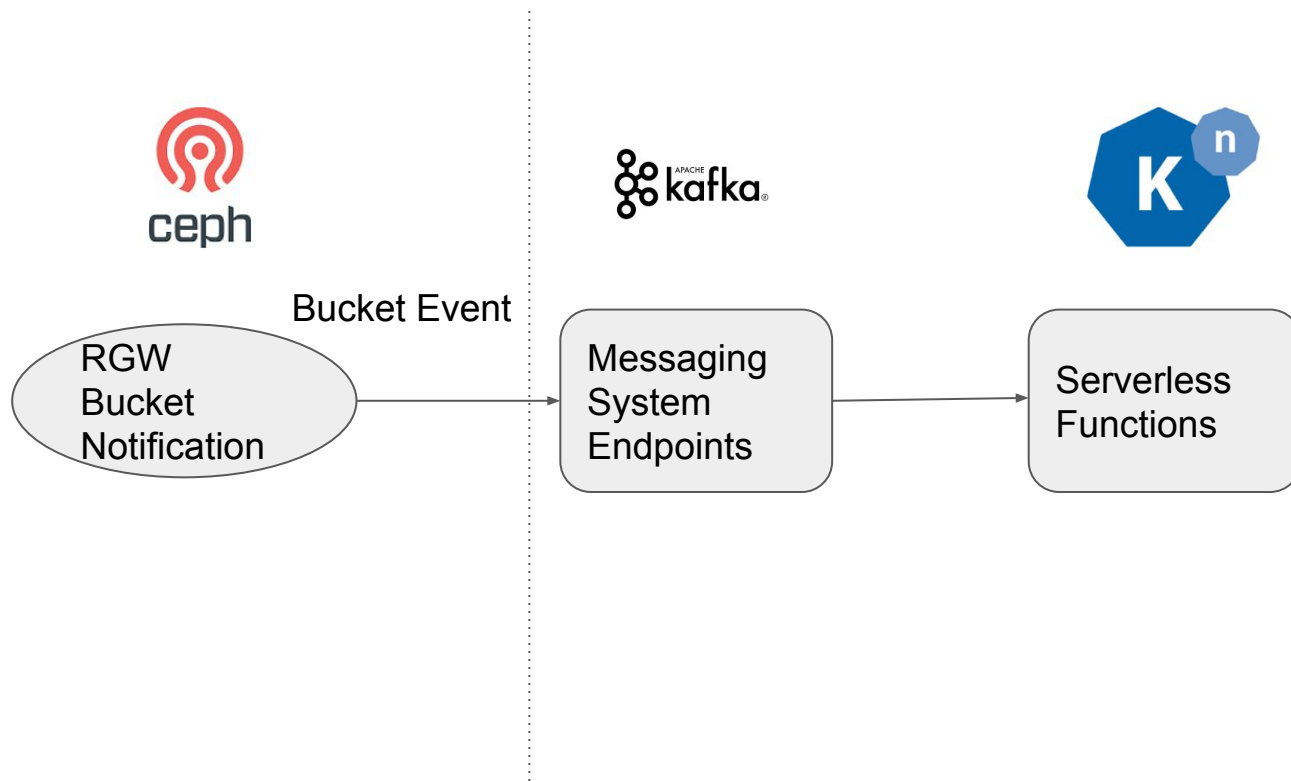 ceph
APACHE
kafka®
K
n
Bucket Event
RGW
Bucket
Notification
Messaging
System
Endpoints
Serverless
Functions